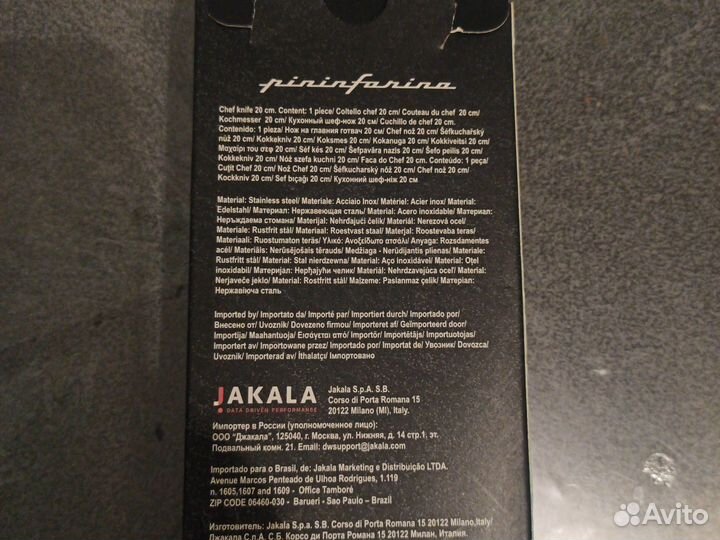 pininfarina
Chef knife 20 cm. Content: 1 piece/ Coltello chef 20 cm/ Couteau du chef 20 cm/
Kochmesser 20 cm/ Кухонный шеф-нож 20 см/ Cuchillo de chef 20 cm.
Contenido: 1 pieza/ Нож на главния готвач 20 см/ Chef nož 20 cm/ Šéfkuchařský
nůž 20 cm/ Kokkekniv 20 cm/ Koksmes 20 cm/ Kokanuga 20 cm/ Kokkiveitsi 20 cm/
Μαχαίρι του σεφ 20 cm/ Séf kés 20 cm/ Šefpavāra nazis 20 cm/ Šefo peilis 20 cm/
Kokkekniv 20 cm/ Nóż szefa kuchni 20 cm/ Faca do Chef 20 cm. Conteúdo: 1 peça/
Cuțit Chef 20 cm/ Nož Chef 20 cm/ Šéfkuchársky nôž 20 cm/ Chef nož 20 cm/
Kockkniv 20 cm/ Şef bıçağı 20 cm/ Кухонний шеф-ніж 20 см
Material: Stainless steel/ Materiale: Acciaio Inox/ Matériel: Acier inox/ Material:
Edelstahl/ Материал: Нержавеющая сталь/ Material: Acero inoxidable/ Материал:
Неръждаема стомана/ Materijal: Nehrđajući čelik/ Materiál: Nerezová ocel/
Materiale: Rustfrit stål/ Materiaal: Roestvast staal/ Materjal: Roostevaba teras/
Materiaali: Ruostumaton teräs/ Υλικό: Ανοξείδωτο ατσάλι/ Anyaga: Rozsdamentes
acél/ Materiāls: Nerūsējošais tērauds/ Medžiaga - Nerūdijantis plienas/ Materiale:
Rustfritt stål/ Materiał: Stal nierdzewna/ Material: Aço inoxidável/ Material: Oțel
inoxidabil/ Материјал: Нерђајући челик/ Materiál: Nehrdzavejúca oceľ/ Material:
Nerjaveče jeklo/ Material: Rostfritt stål/ Malzeme: Paslanmaz çelik/ Матеріал:
Нержавіюча сталь
Imported by/ Importato da/ Importé par/ Importiert durch/ Importado por/
Внесено от/ Uvoznik/ Dovezeno firmou/ Importeret af/ Geïmporteerd door/
Importija/ Maahantuoja/ Εισάγεται από/ Importőr/ Importētājs/ Importuotojas/
Importert av/ Importowane przez/ Importado por/ Importat de/ Увозник/ Dovozca/
Uvoznik/ Importerad av/ İthalatçı/ Імпортовано
JAKALA
DATA DRIVEN PERFORMANCE
Jakala S.p.A. S.B.
Corso di Porta Romana 15
20122 Milano (MI). Italy.
Импортер в России (уполномоченное лицо):
ООО "Джакала", 125040, г. Москва, ул. Нижняя, д. 14 стр.1, эт.
Подвальный комн. 21. Email: dwsupport@jakala.com
Importado para o Brasil, de: Jakala Marketing e Distribuição LTDA.
Avenue Marcos Penteado de Ulhoa Rodrigues, 1.119
n. 1605,1607 and 1609 - Office Tamboré
ZIP CODE 06460-030 - Barueri - Sao Paulo – Brazil
Изготовитель: Jakala S.p.a. S.B. Corso di Porta Romana 15 20122 Milano,Italy/
Джакала С.п.А. С.Б. Корсо ди Порта Романа 15 20122 Милан, Италия.
Avito